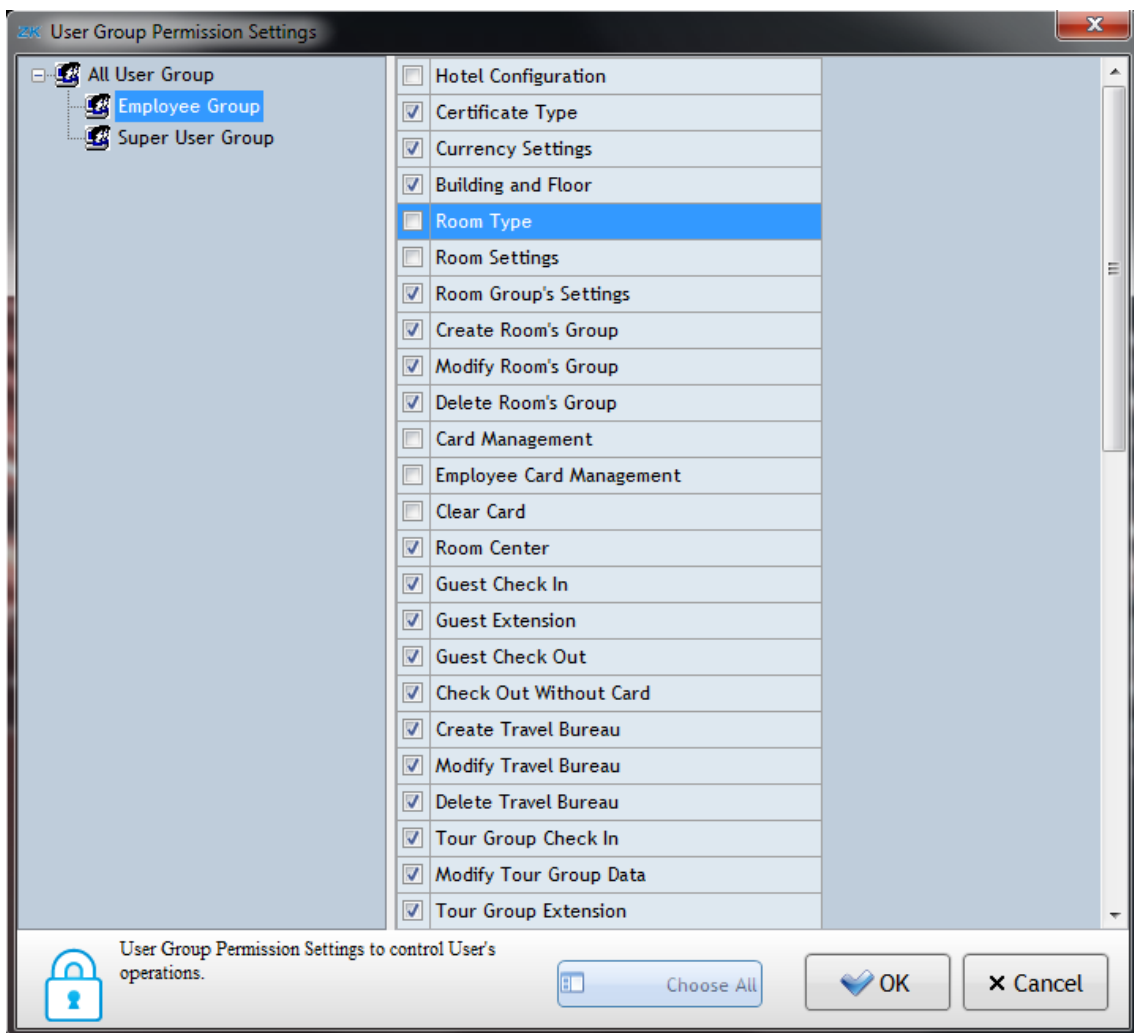 ZK User Group Permission Settings
All User Group
Employee Group
Super User Group
Hotel Configuration
Certificate Type
Currency Settings
Building and Floor
Room Type
Room Settings
Room Group's Settings
Create Room's Group
Modify Room's Group
Delete Room's Group
Card Management
Employee Card Management
Clear Card
Room Center
Guest Check In
Guest Extension
Guest Check Out
Check Out Without Card
Create Travel Bureau
Modify Travel Bureau
Delete Travel Bureau
Tour Group Check In
Modify Tour Group Data
Tour Group Extension
User Group Permission Settings to control User's
operations.
Choose All
OK
Cancel